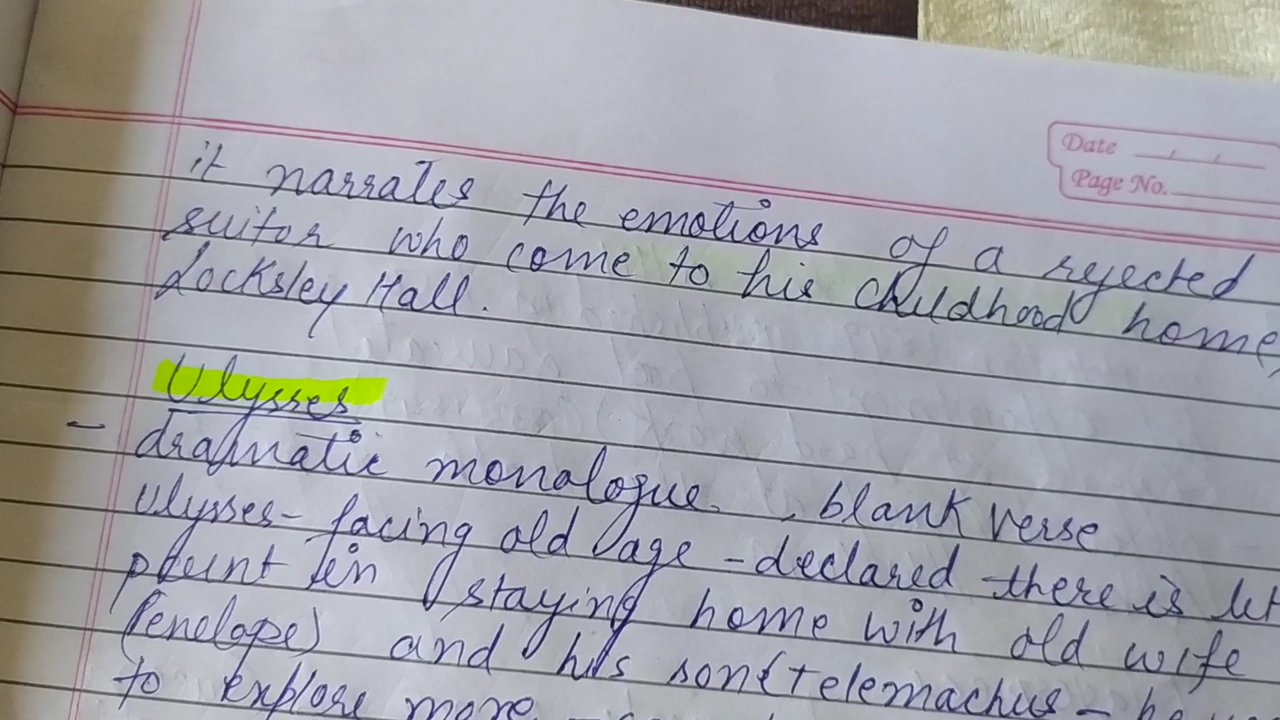 Date
Page No.
it narrates the emotions of a rejected
suitor who come to his childhood home,
Locksley Hall.
Ulysses
- dramatic monologue. , blank verse
Ulysses - facing old age - declared there is
point in staying home with old wife
(Penelope) and his son (telemachus -
to explore more